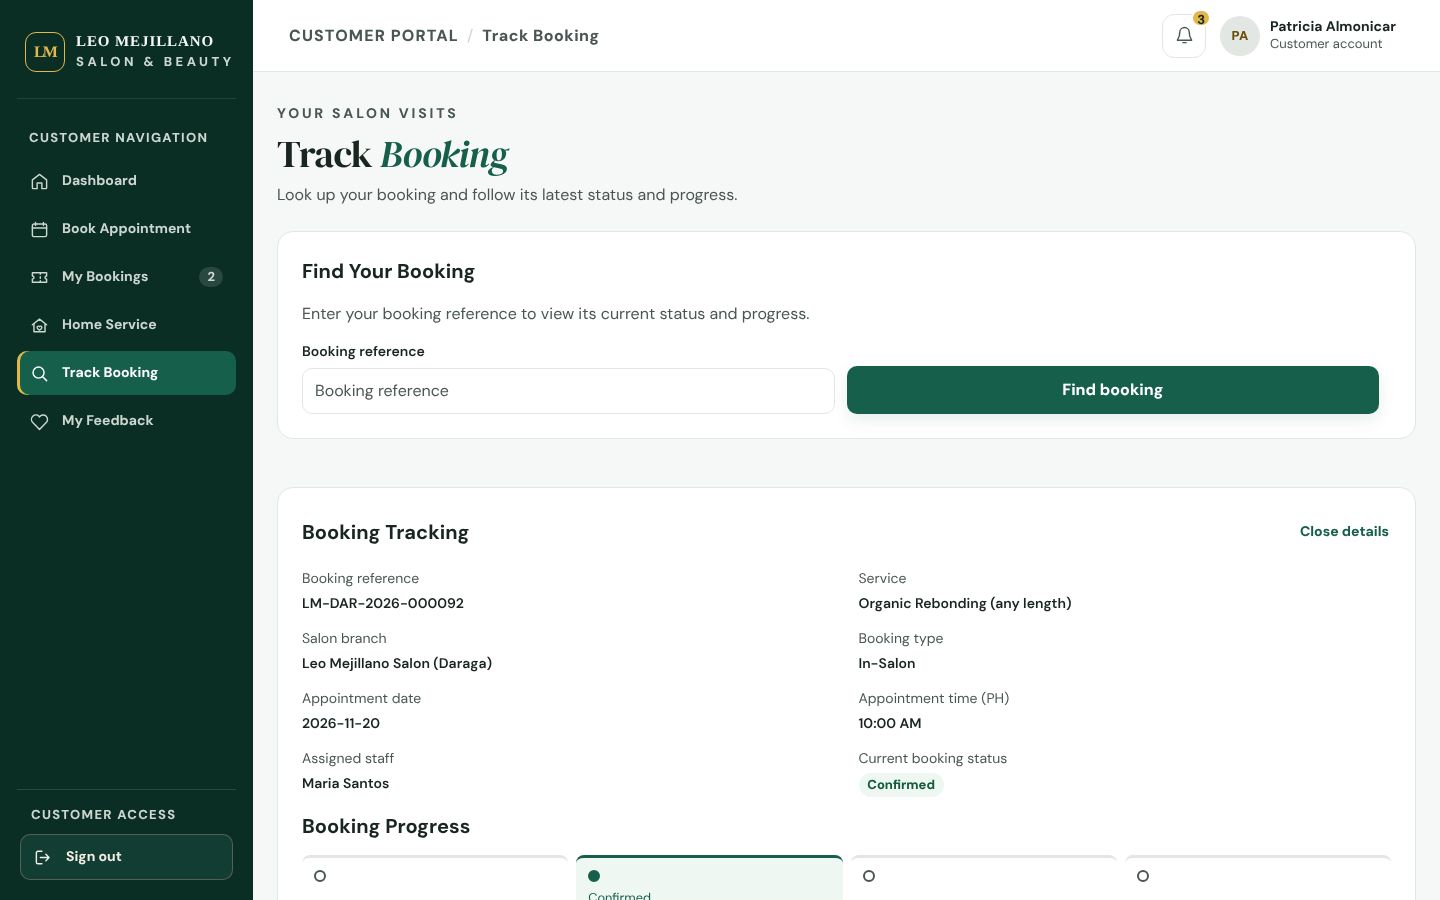 LM
LEO MEJILLANO
SALON & BEAUTY
CUSTOMER NAVIGATION
Dashboard
Book Appointment
My Bookings 2
Home Service
Track Booking
My Feedback
CUSTOMER ACCESS
Sign out
CUSTOMER PORTAL / Track Booking
3
PA
Patricia Almonicar
Customer account
YOUR SALON VISITS
Track Booking
Look up your booking and follow its latest status and progress.
Find Your Booking
Enter your booking reference to view its current status and progress.
Booking reference
Booking reference
Find booking
Booking Tracking
Close details
Booking reference
LM-DAR-2026-000092
Service
Organic Rebonding (any length)
Salon branch
Leo Mejillano Salon (Daraga)
Booking type
In-Salon
Appointment date
2026-11-20
Appointment time (PH)
10:00 AM
Assigned staff
Maria Santos
Current booking status
Confirmed
Booking Progress
Confirmed